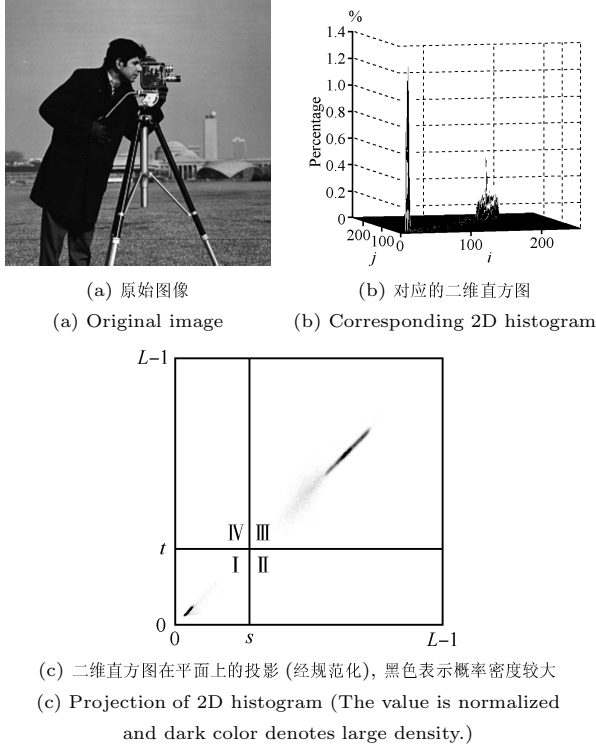 %
1.4
1.2
1.0
0.8
0.6
0.4
0.2
0
Percentage
200
100
j
0
100
200
i
(a) 原始图像
(b) 对应的二维直方图
(a) Original image
(b) Corresponding 2D histogram
L−1
Ⅳ Ⅲ
t
Ⅰ Ⅱ
0
0
s
L−1
(c) 二维直方图在平面上的投影 (经规范化), 黑色表示概率密度较大
(c) Projection of 2D histogram (The value is normalized
and dark color denotes large density.)